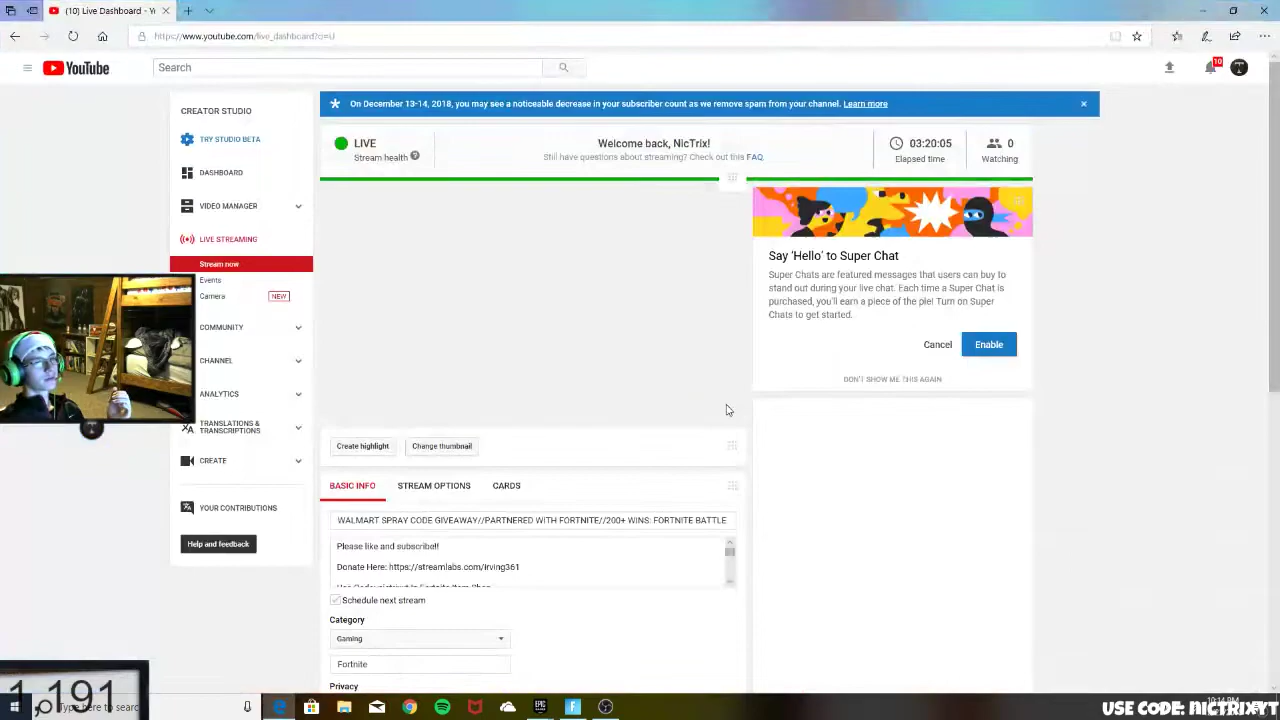 (10) Live Dashboard - Yo
https://www.youtube.com/live_dashboard?o=U
YouTube
Search
10
CREATOR STUDIO
TRY STUDIO BETA
DASHBOARD
VIDEO MANAGER
LIVE STREAMING
Stream now
Events
Camera NEW
COMMUNITY
CHANNEL
ANALYTICS
TRANSLATIONS &
TRANSCRIPTIONS
CREATE
YOUR CONTRIBUTIONS
Help and feedback
On December 13-14, 2018, you may see a noticeable decrease in your subscriber count as we remove spam from your channel. Learn more
LIVE
Stream health
Welcome back, NicTrix!
Still have questions about streaming? Check out this FAQ.
03:20:05
Elapsed time
0
Watching
Say 'Hello' to Super Chat
Super Chats are featured messages that users can buy to
stand out during your live chat. Each time a Super Chat is
purchased, you'll earn a piece of the pie! Turn on Super
Chats to get started.
Cancel Enable
DON'T SHOW ME THIS AGAIN
Create highlight Change thumbnail
BASIC INFO STREAM OPTIONS CARDS
WALMART SPRAY CODE GIVEAWAY//PARTNERED WITH FORTNITE//200+ WINS: FORTNITE BATTLE
Please like and subscribe!!
Donate Here: https://streamlabs.com/irving361
Schedule next stream
Category
Gaming
Fortnite
Privacy
1,191
Type here to search
10:14 PM
USE CODE: NICTRIXYT